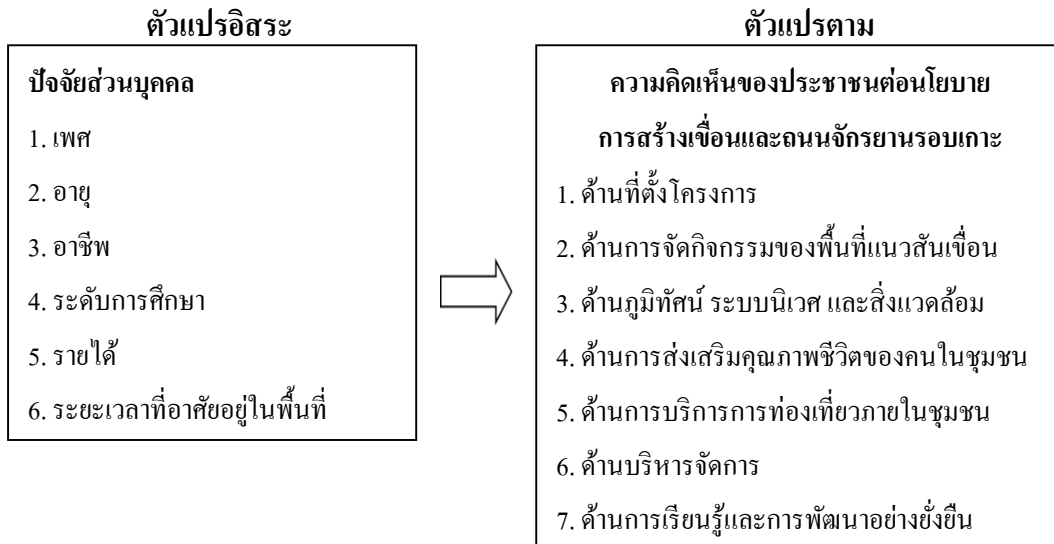 ตัวแปรอิสระ
ปัจจัยส่วนบุคคล
1. เพศ
2. อายุ
3. อาชีพ
4. ระดับการศึกษา
5. รายได้
6. ระยะเวลาที่อาศัยอยู่ในพื้นที่
ตัวแปรตาม
ความคิดเห็นของประชาชนต่อนโยบาย
การสร้างเขื่อนและถนนจักรยานรอบเกาะ
1. ด้านที่ตั้งโครงการ
2. ด้านการจัดกิจกรรมของพื้นที่แนวสันเขื่อน
3. ด้านภูมิทัศน์ ระบบนิเวศ และสิ่งแวดล้อม
4. ด้านการส่งเสริมคุณภาพชีวิตของคนในชุมชน
5. ด้านการบริการการท่องเที่ยวภายในชุมชน
6. ด้านบริหารจัดการ
7. ด้านการเรียนรู้และการพัฒนาอย่างยั่งยืน